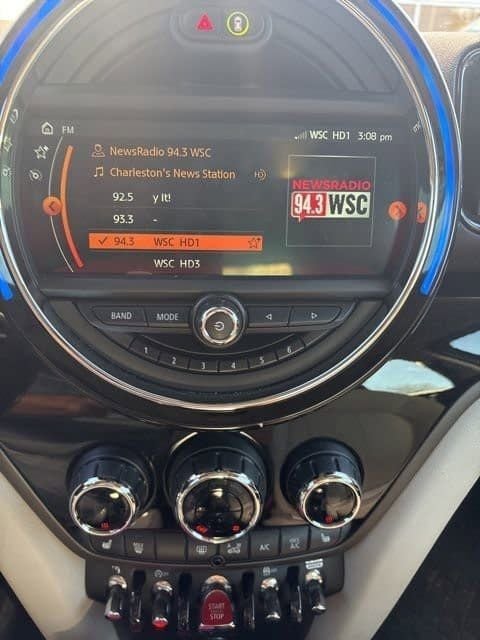 FM
WSC HD1 3:08 pm
NewsRadio 94.3 WSC
Charleston's News Station
92.5 y It!
93.3 -
94.3 WSC HD1
WSC HD3
NEWSRADIO
94.3 WSC
BAND MODE
1 2 3 4 5 6
MAX
A/C
A/C
START
STOP